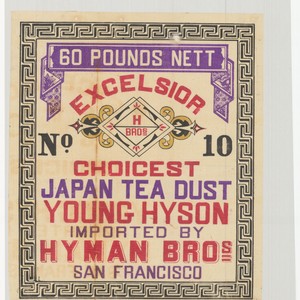 60 POUNDS NETT
EXCELSIOR
H
BROS
No 10
CHOICEST
JAPAN TEA DUST
YOUNG HYSON
IMPORTED BY
HYMAN BROS
SAN FRANCISCO